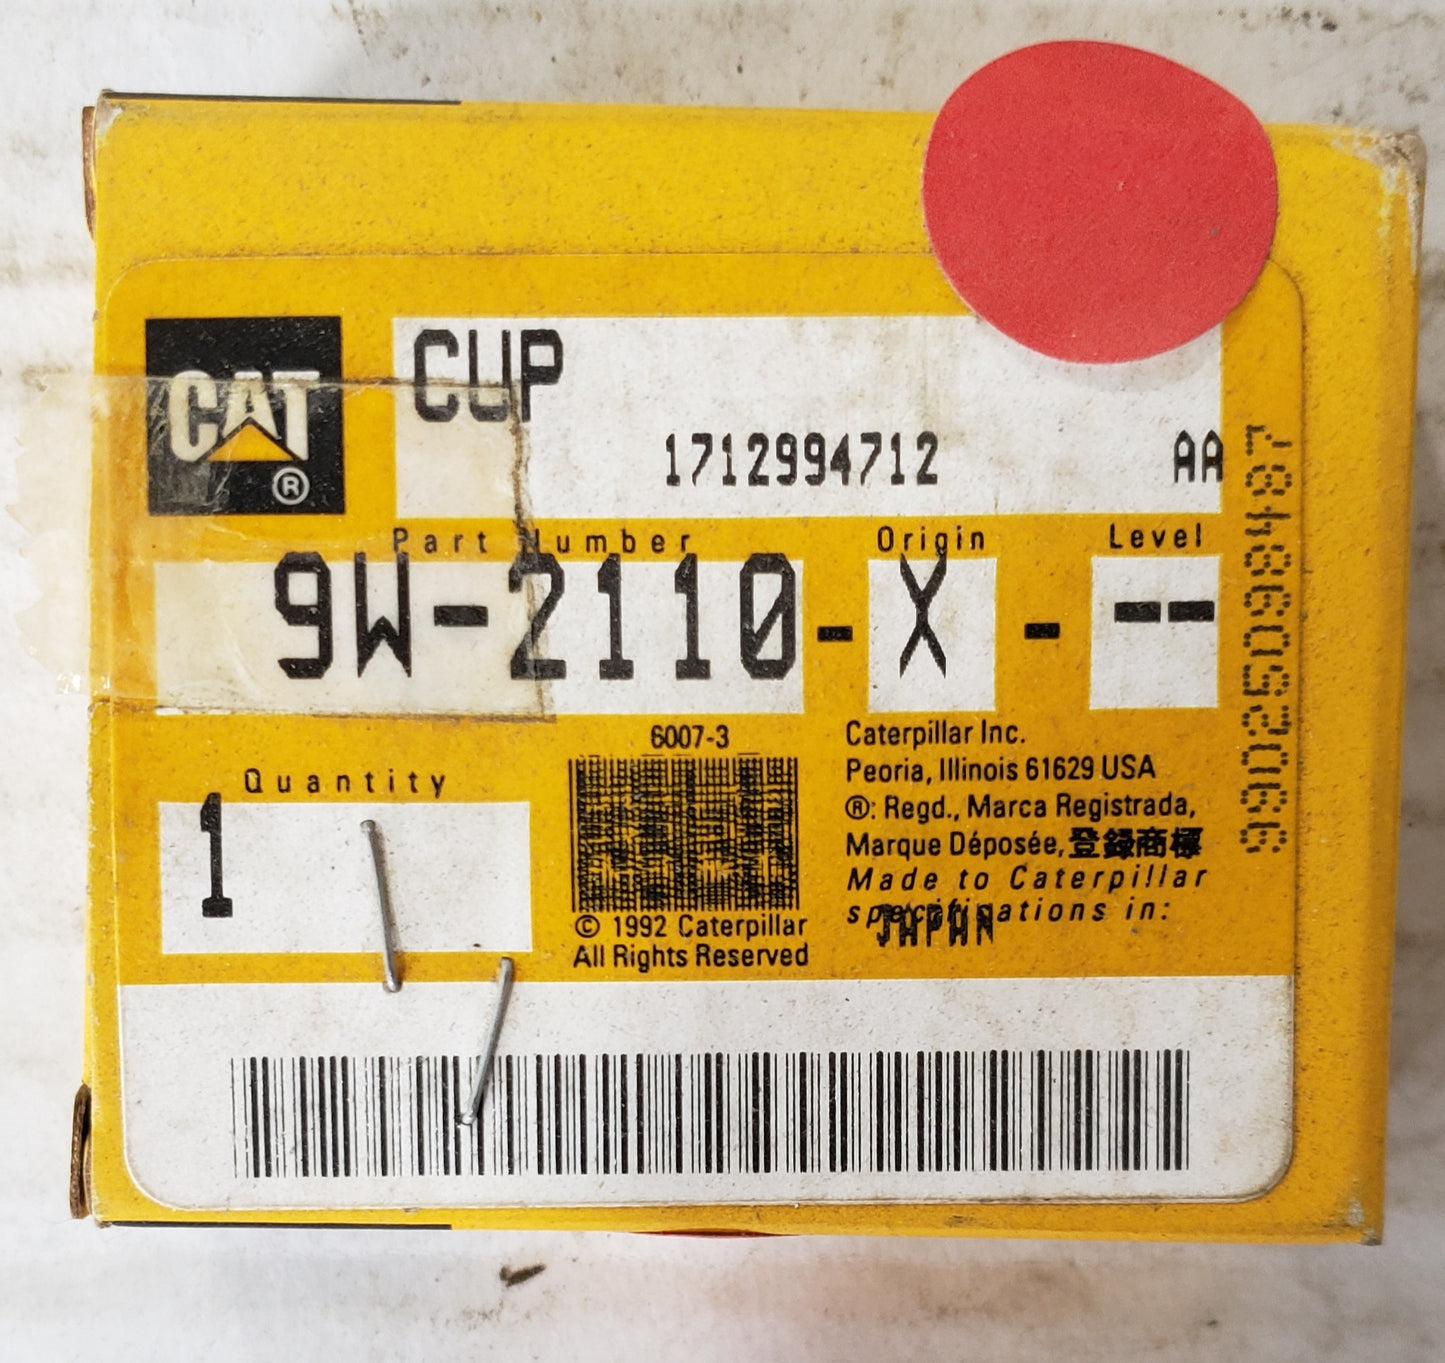 CUP
CAT
®
1712994712 AA
Part Number Origin Level
9W-2110-X---
6007-3
Quantity
1
© 1992 Caterpillar
All Rights Reserved
Caterpillar Inc.
Peoria, Illinois 61629 USA
®: Regd., Marca Registrada,
Marque Déposée, 登録商標
Made to Caterpillar
specifications in:
JAPAN